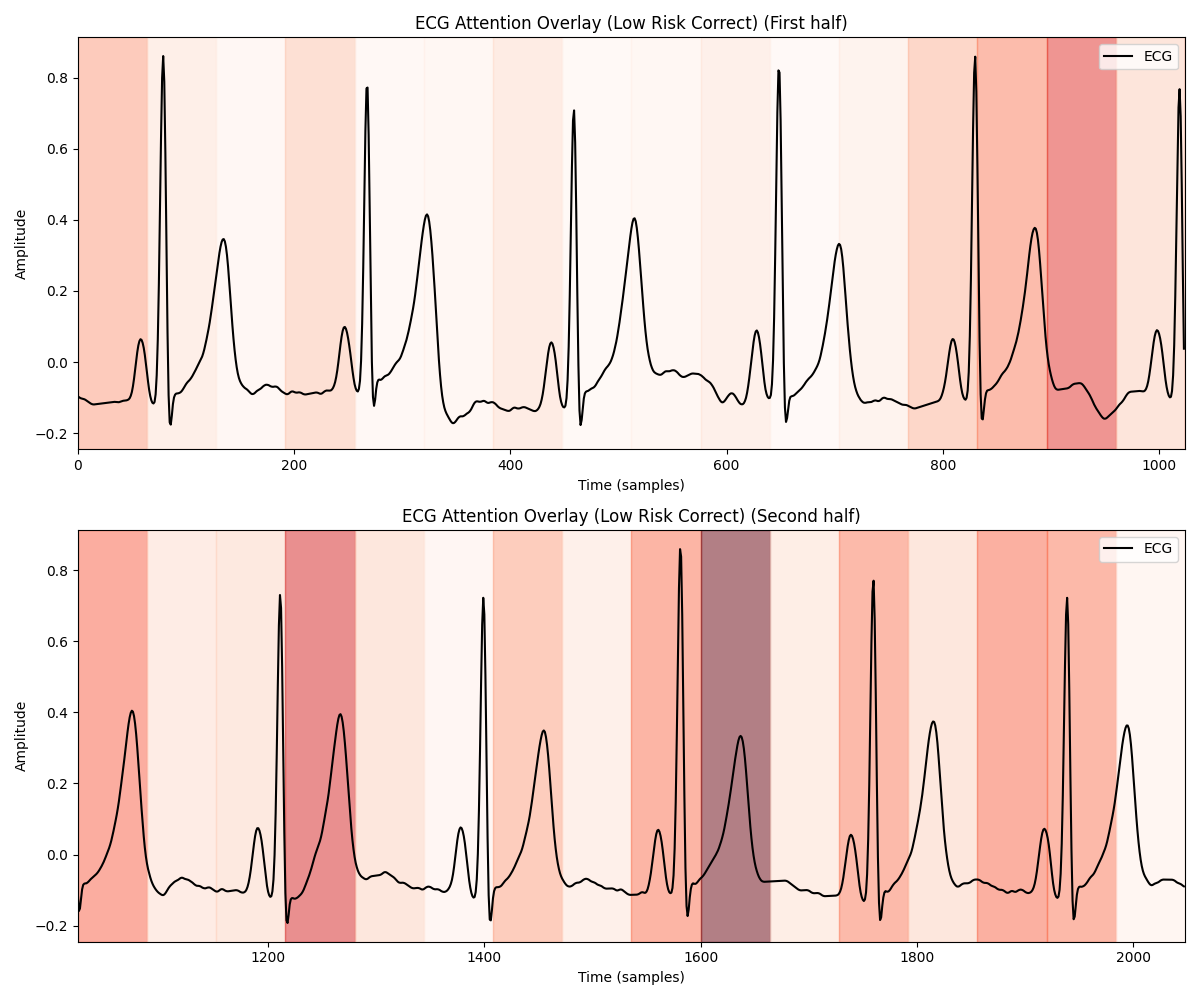 ECG Attention Overlay (Low Risk Correct) (First half)
ECG
Amplitude
0.8
0.6
0.4
0.2
0.0
−0.2
0 200 400 600 800 1000
Time (samples)
ECG Attention Overlay (Low Risk Correct) (Second half)
ECG
Amplitude
0.8
0.6
0.4
0.2
0.0
−0.2
1200 1400 1600 1800 2000
Time (samples)